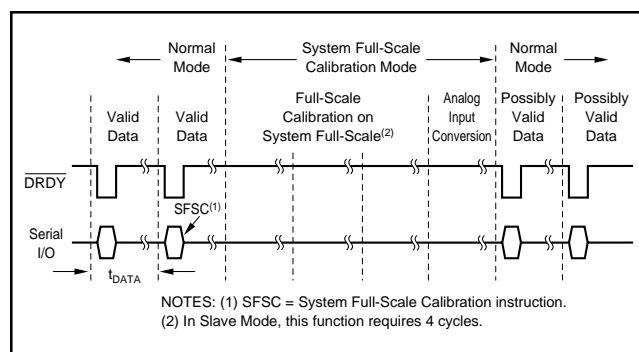 Normal
Mode
System Full-Scale
Calibration Mode
Normal
Mode
Valid
Data
Valid
Data
Full-Scale
Calibration on
System Full-Scale(2)
Analog
Input
Conversion
Possibly
Valid
Data
Possibly
Valid
Data
DRDY
SFSC(1)
Serial
I/O
tDATA
NOTES: (1) SFSC = System Full-Scale Calibration instruction.
(2) In Slave Mode, this function requires 4 cycles.